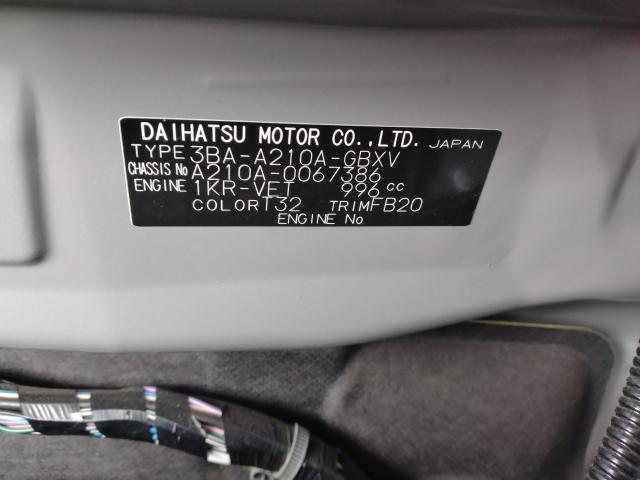 DAIHATSU MOTOR CO.,LTD. JAPAN
TYPE 3BA-A210A-GBXV
CHASSIS No A210A-0067386
ENGINE 1KR-VET 996 cc
COLOR T32 TRIM FB20
ENGINE No